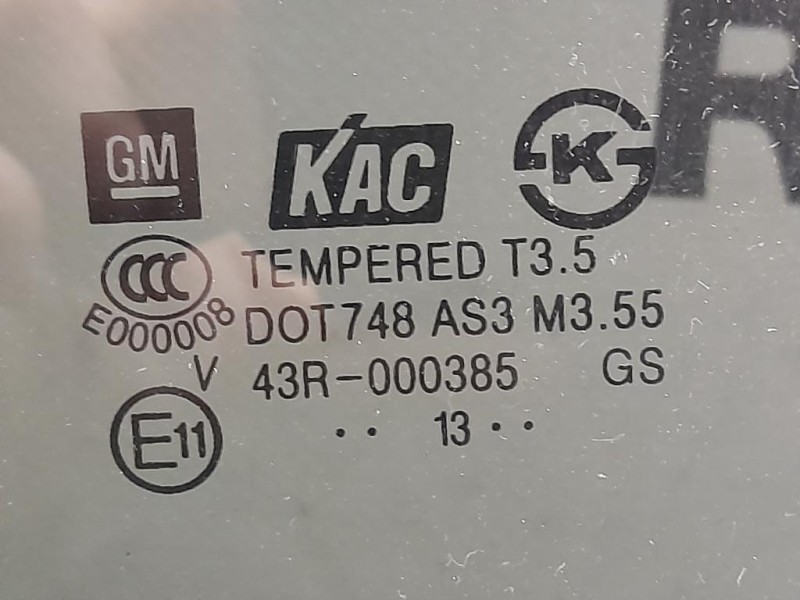 R
GM KAC K
CCC TEMPERED T3.5
E000008 DOT748 AS3 M3.55
V 43R-000385 GS
E11 .. 13 ..